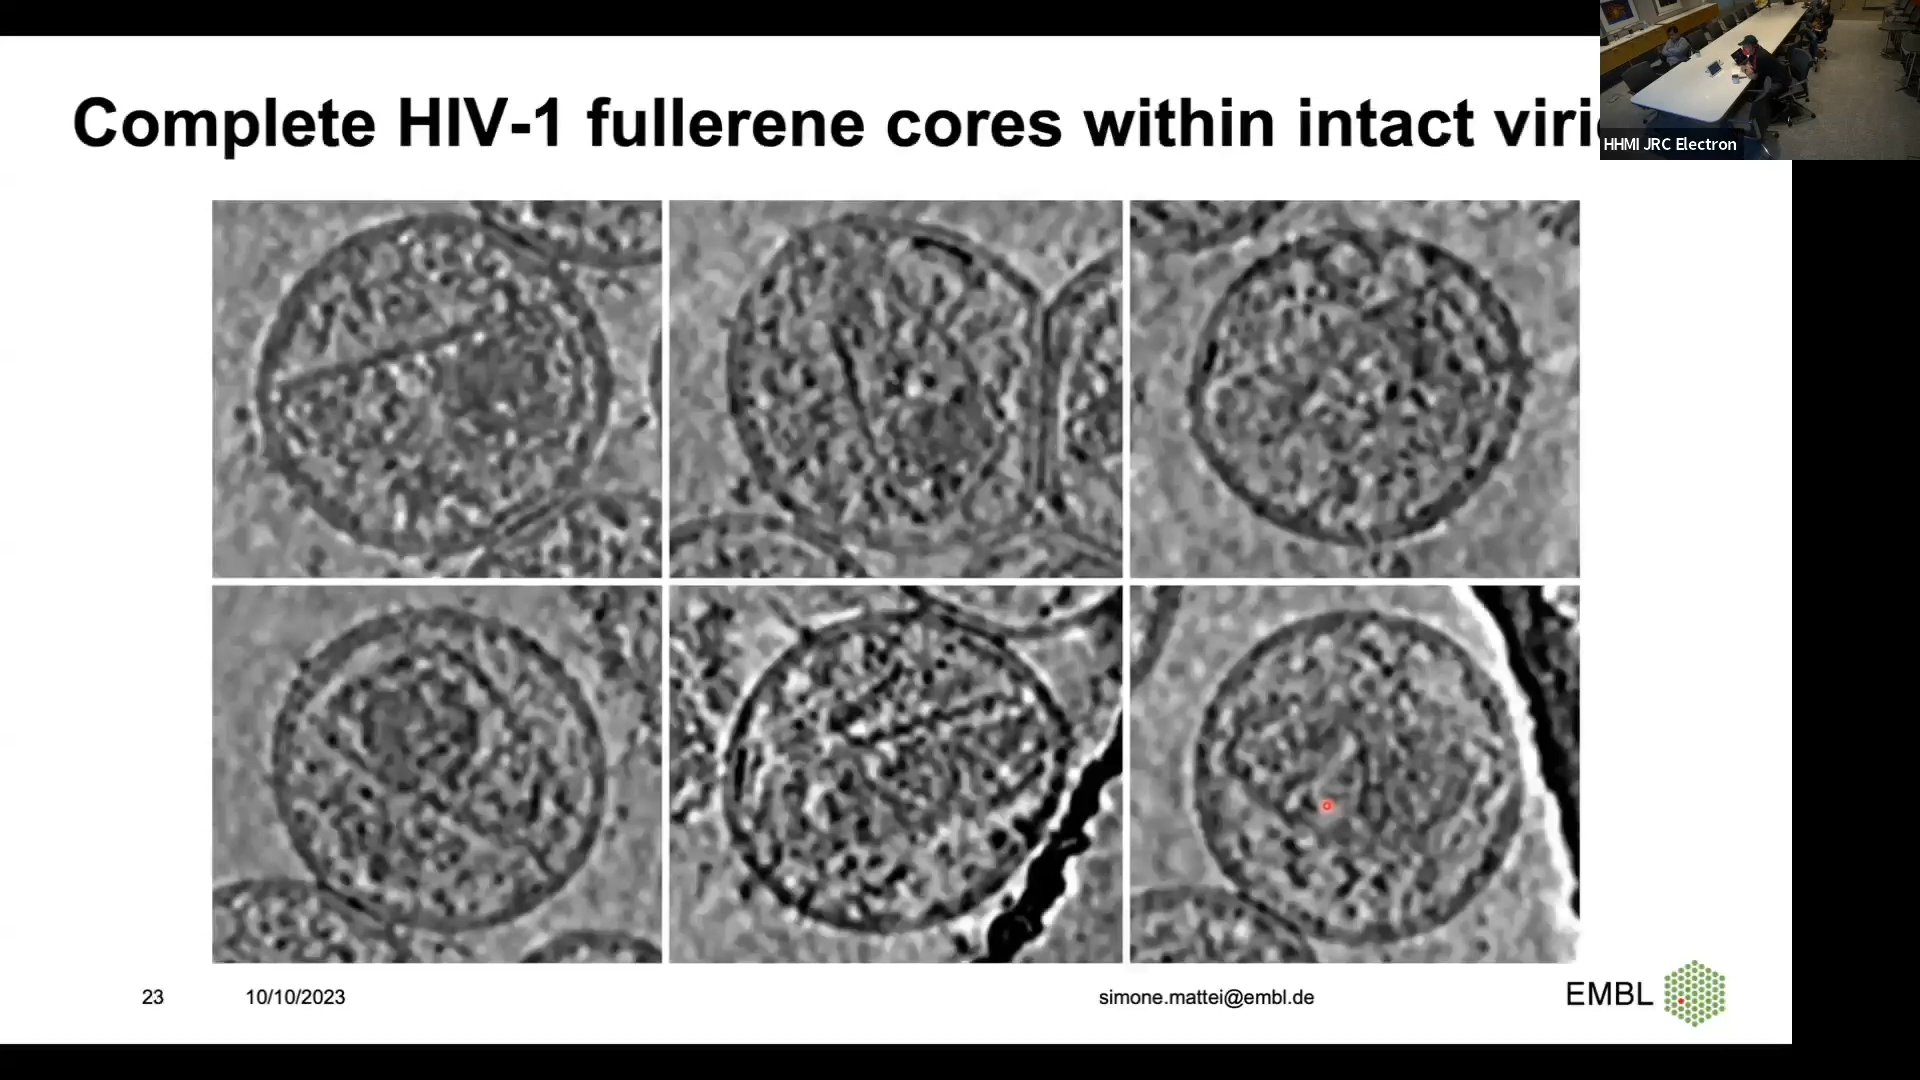 Complete HIV-1 fullerene cores within intact
HHMI JRC Electron
23
10/10/2023
simone.mattei@embl.de
EMBL